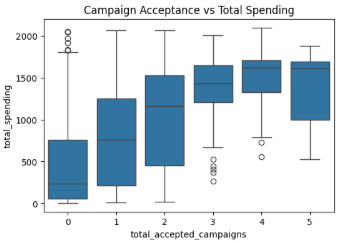 Campaign Acceptance vs Total Spending
2000
1500
1000
500
0
total_spending
0 1 2 3 4 5
total_accepted_campaigns